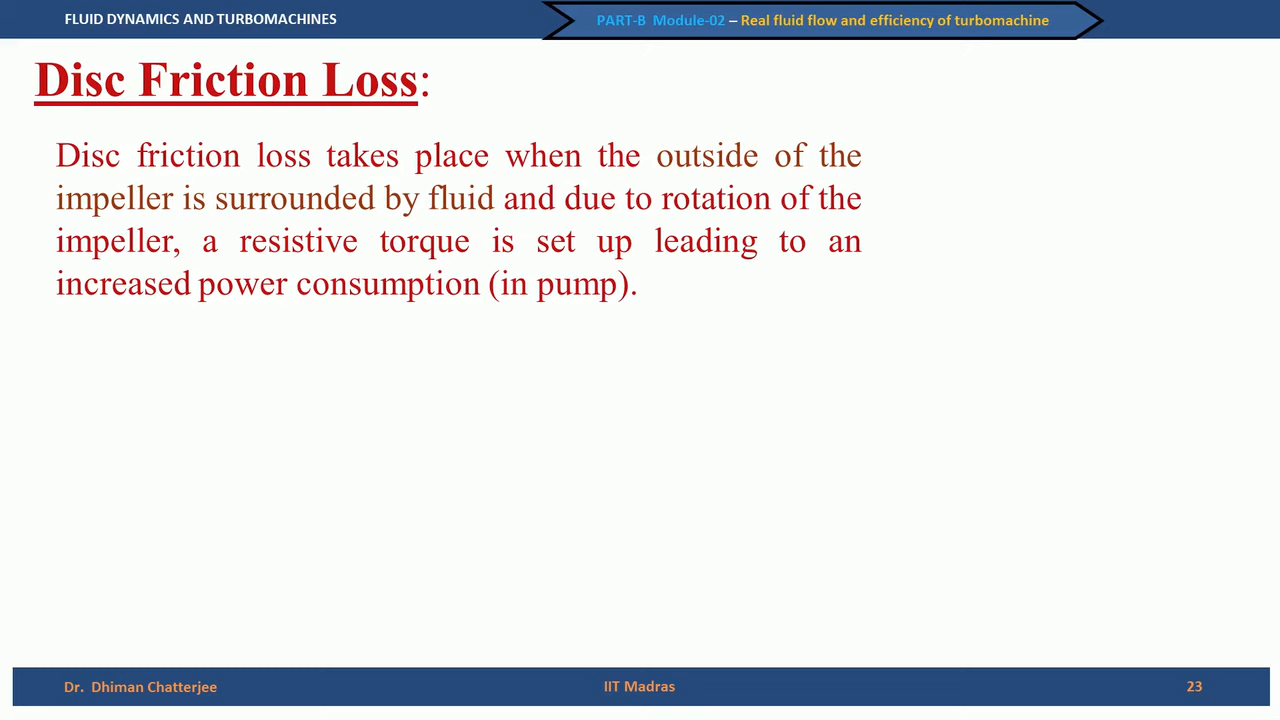 FLUID DYNAMICS AND TURBOMACHINES
PART-B Module-02 – Real fluid flow and efficiency of turbomachine
Disc Friction Loss:
Disc friction loss takes place when the outside of the
impeller is surrounded by fluid and due to rotation of the
impeller, a resistive torque is set up leading to an
increased power consumption (in pump).
Dr. Dhiman Chatterjee
IIT Madras
23